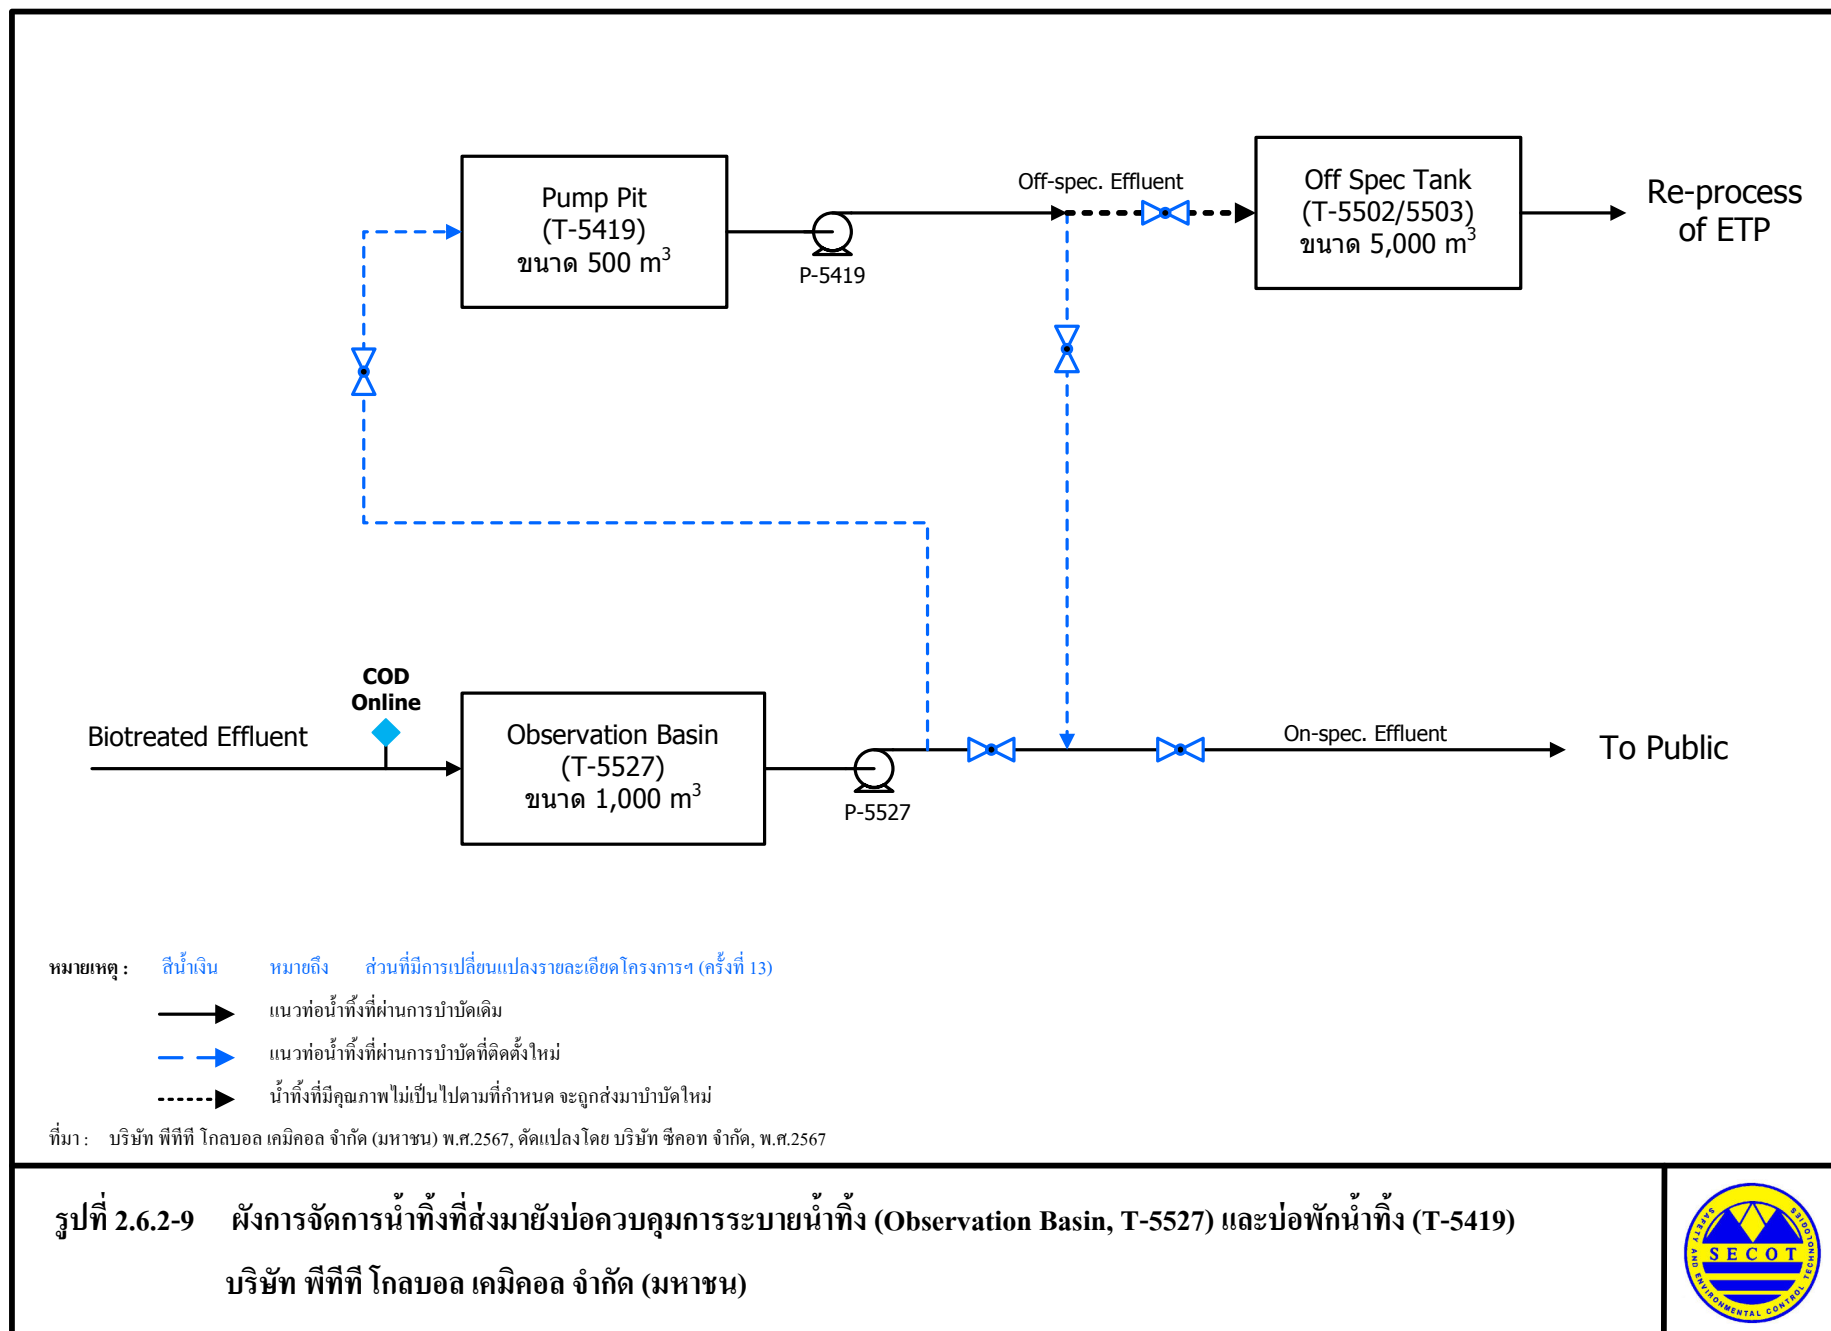 Pump Pit
(T-5419)
ขนาด 500 m³
P-5419
Off-spec. Effluent
Off Spec Tank
(T-5502/5503)
ขนาด 5,000 m³
Re-process
of ETP
COD
Online
Biotreated Effluent
Observation Basin
(T-5527)
ขนาด 1,000 m³
P-5527
On-spec. Effluent
To Public
หมายเหตุ : สีน้ำเงิน หมายถึง ส่วนที่มีการเปลี่ยนแปลงรายละเอียดโครงการฯ (ครั้งที่ 13)
แนวท่อน้ำทิ้งที่ผ่านการบำบัดเดิม
แนวท่อน้ำทิ้งที่ผ่านการบำบัดที่ติดตั้งใหม่
น้ำทิ้งที่มีคุณภาพไม่เป็นไปตามที่กำหนด จะถูกส่งมาบำบัดใหม่
ที่มา : บริษัท พีทีที โกลบอล เคมิคอล จำกัด (มหาชน) พ.ศ.2567, ดัดแปลงโดย บริษัท ซีคอท จำกัด, พ.ศ.2567
รูปที่ 2.6.2-9 ผังการจัดการน้ำทิ้งที่ส่งมายังบ่อควบคุมการระบายน้ำทิ้ง (Observation Basin, T-5527) และบ่อพักน้ำทิ้ง (T-5419)
บริษัท พีทีที โกลบอล เคมิคอล จำกัด (มหาชน)
SECOT
SAFETY AND ENVIRONMENTAL CONTROL TECHNOLOGIES